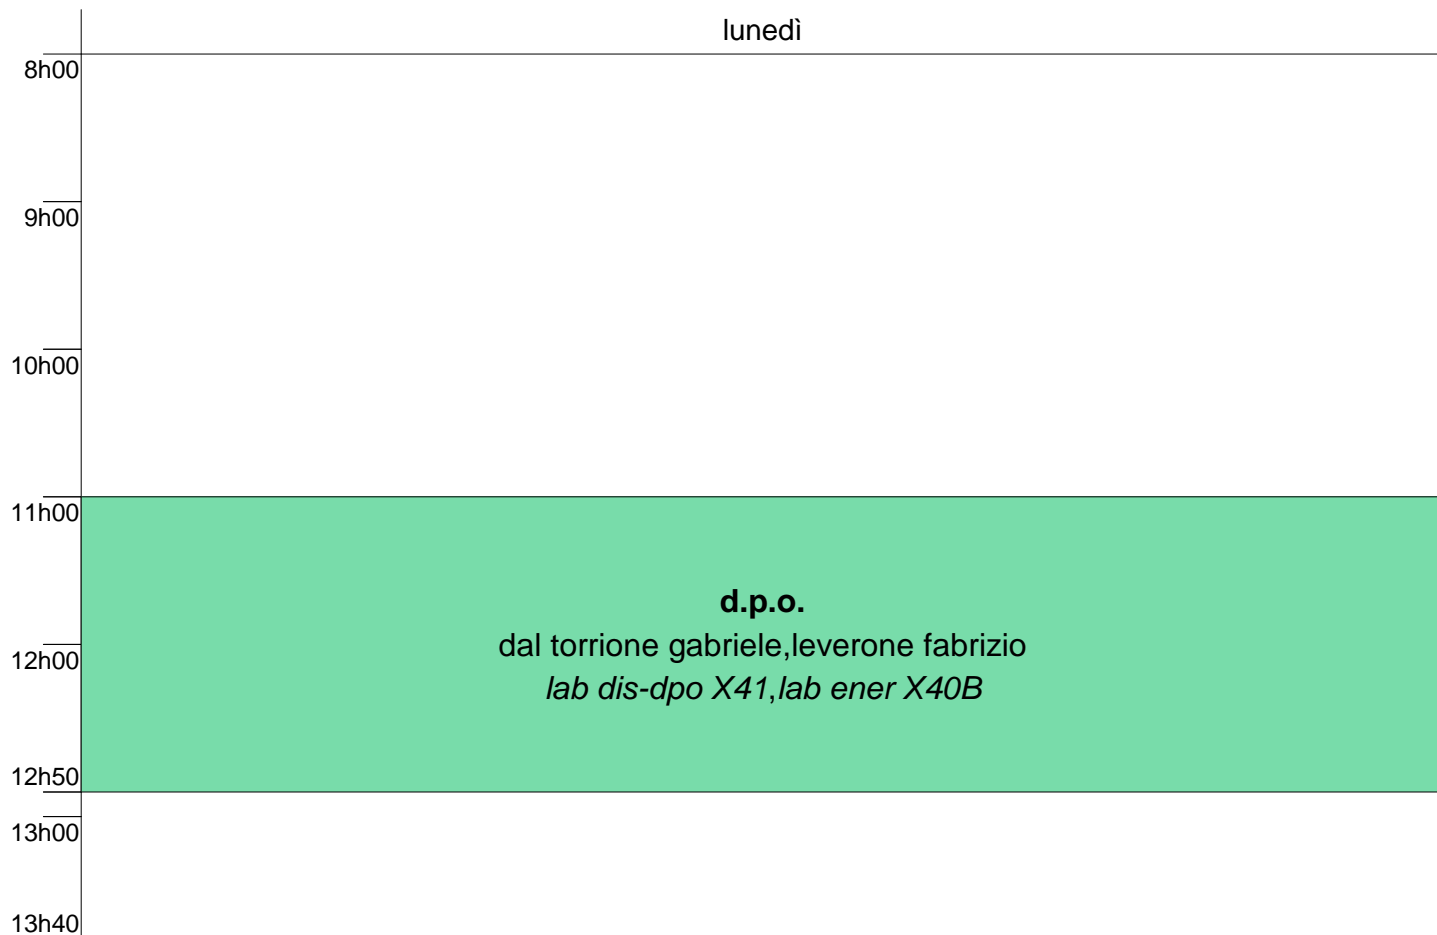 lunedì
8h00
9h00
10h00
11h00
d.p.o.
dal torrione gabriele,leverone fabrizio
12h00
lab dis-dpo X41,lab ener X40B
12h50
13h00
13h40